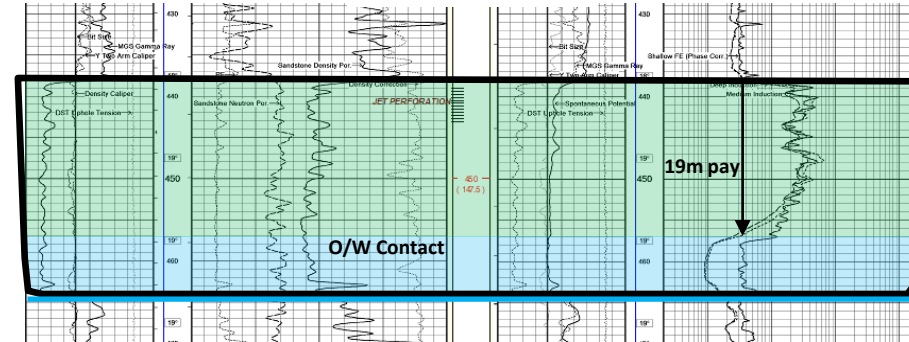 430
430
Bit Size
MGS Gamma Ray
Y Two Arm Caliper
Sandstone Density Por.
Bit Size
MGS Gamma Ray
Y Two Arm Caliper
Shallow FE (Phase Corr.)
Density Correction
Deep Induction
Medium Induction
Density Caliper
440
Sandstone Neutron Por.
JET PERFORATION
Spontaneous Potential
440
DST Uphole Tension
DST Uphole Tension
19°
19°
19m pay
450
450
(147.5)
450
19°
19°
O/W Contact
460
460
19°
19°